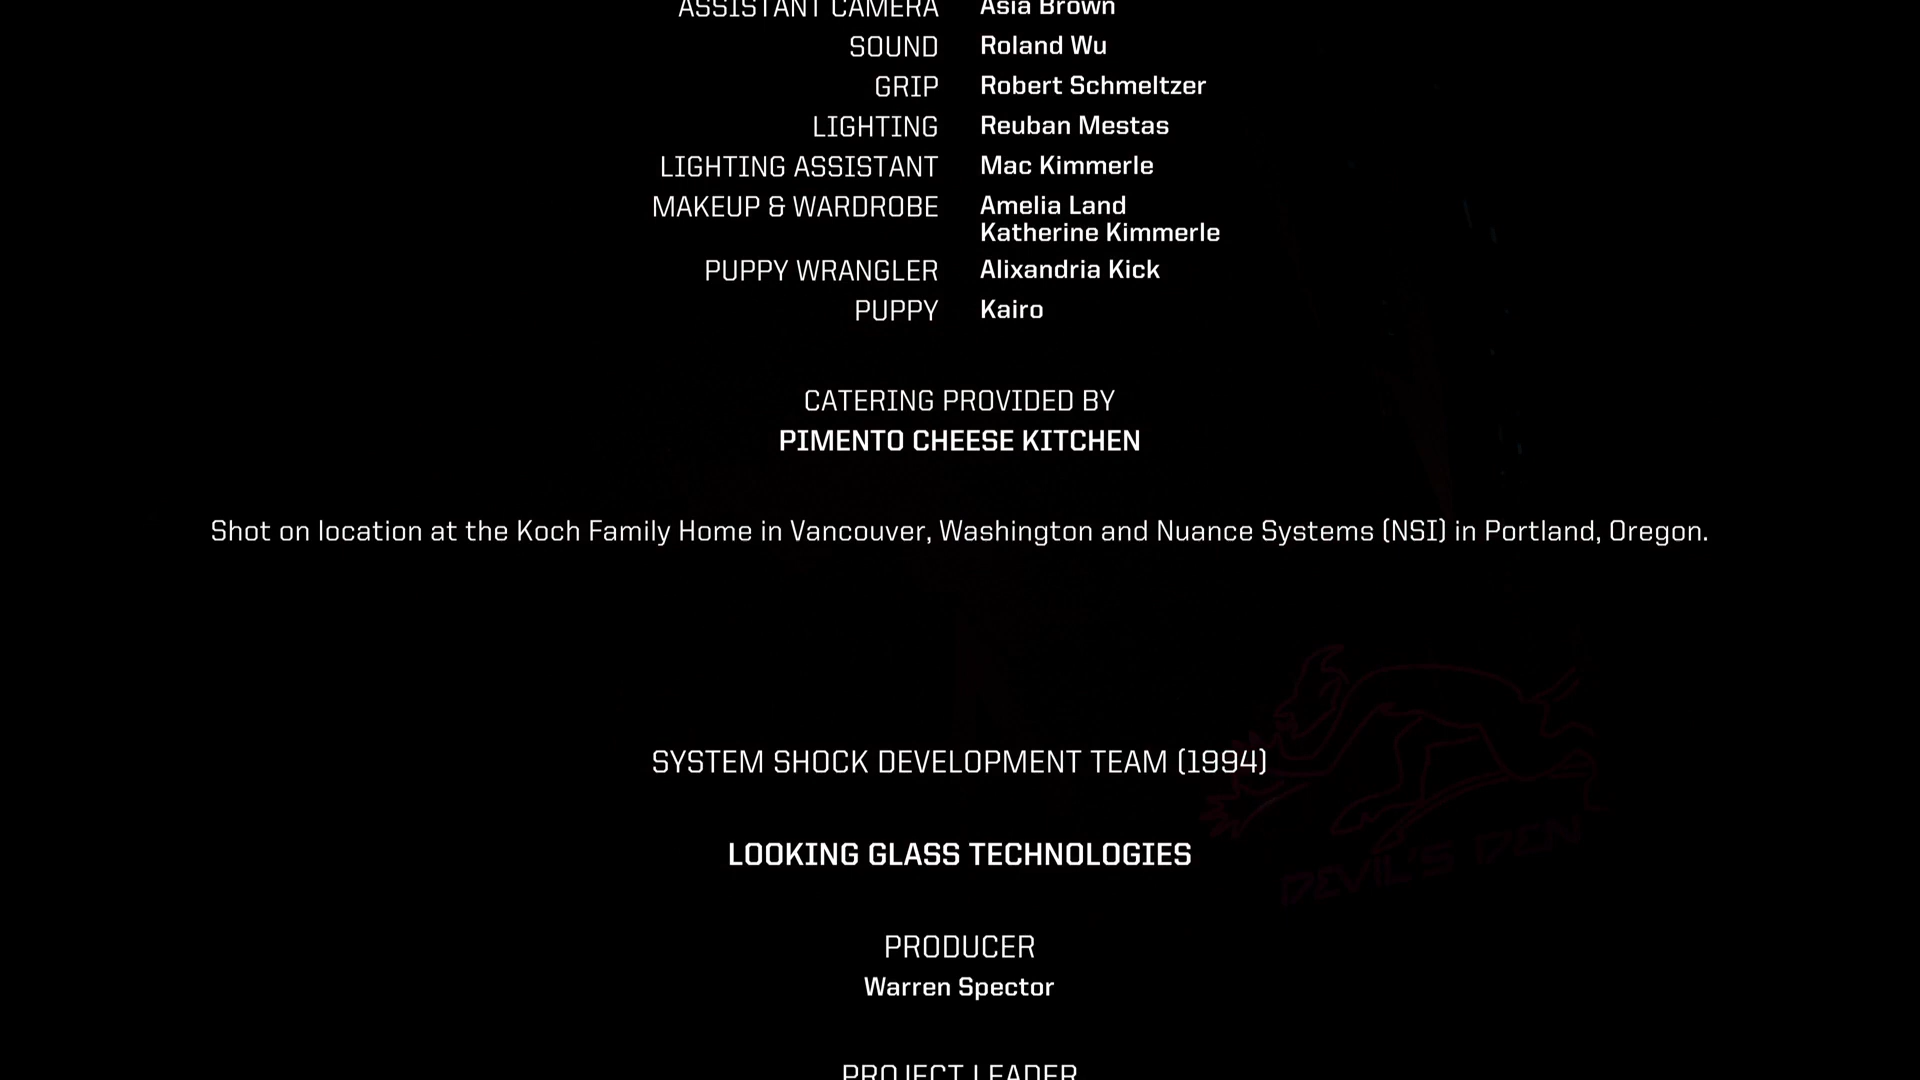 ASSISTANT CAMERA Asia Brown
SOUND Roland Wu
GRIP Robert Schmeltzer
LIGHTING Reuban Mestas
LIGHTING ASSISTANT Mac Kimmerle
MAKEUP & WARDROBE Amelia Land
Katherine Kimmerle
PUPPY WRANGLER Alixandria Kick
PUPPY Kairo
CATERING PROVIDED BY
PIMENTO CHEESE KITCHEN
Shot on location at the Koch Family Home in Vancouver, Washington and Nuance Systems (NSI) in Portland, Oregon.
SYSTEM SHOCK DEVELOPMENT TEAM (1994)
LOOKING GLASS TECHNOLOGIES
DEVIL'S DEN
PRODUCER
Warren Spector
PROJECT LEADER